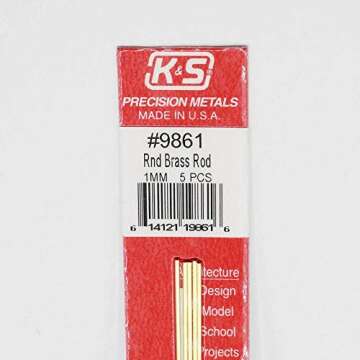 K&S
PRECISION METALS
MADE IN U.S.A.
#9861
Rnd Brass Rod
1MM 5 PCS
6 14121 19861 6
itecture
Design
Model
School
Projects